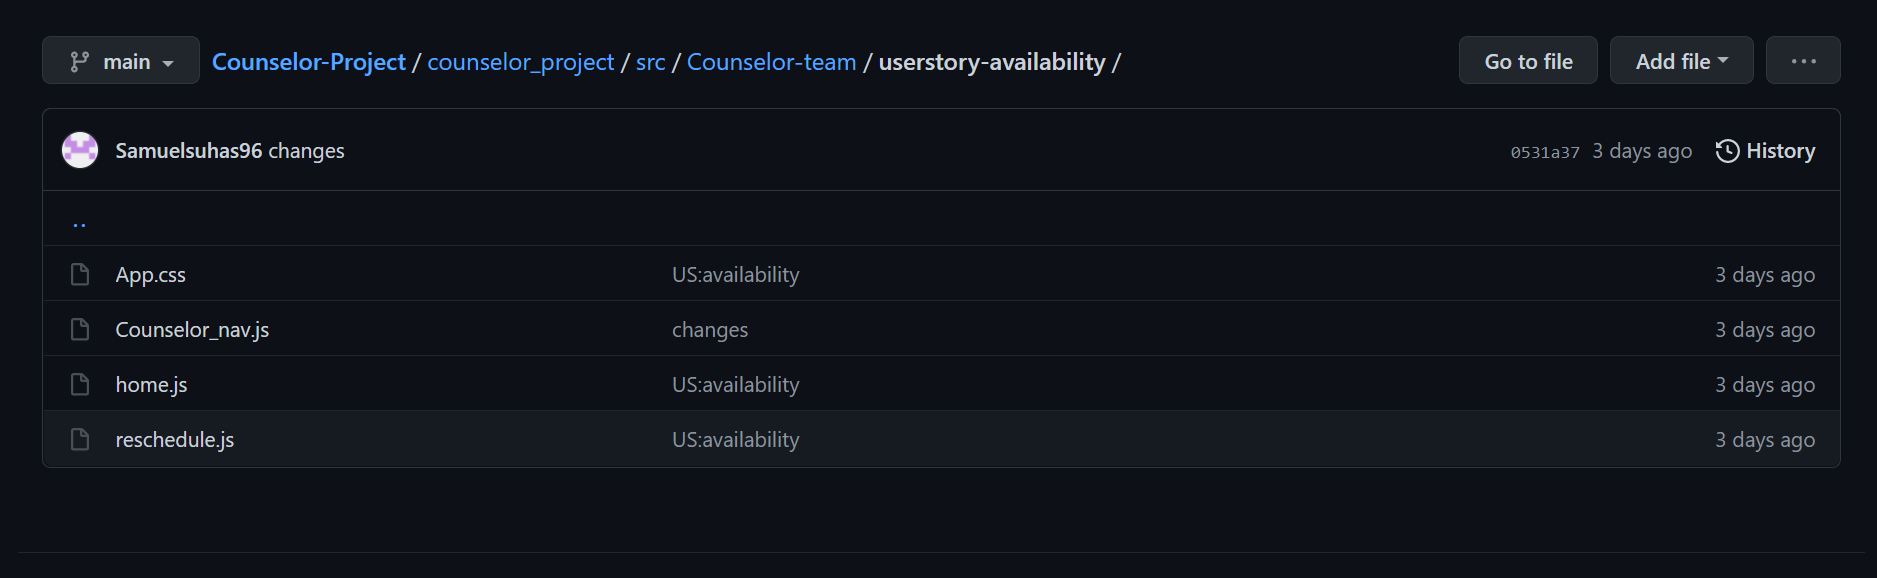 main Counselor-Project / counselor_project / src / Counselor-team / userstory-availability / Go to file Add file ...
Samuelsuhas96 changes 0531a37 3 days ago History
..
App.css US:availability 3 days ago
Counselor_nav.js changes 3 days ago
home.js US:availability 3 days ago
reschedule.js US:availability 3 days ago